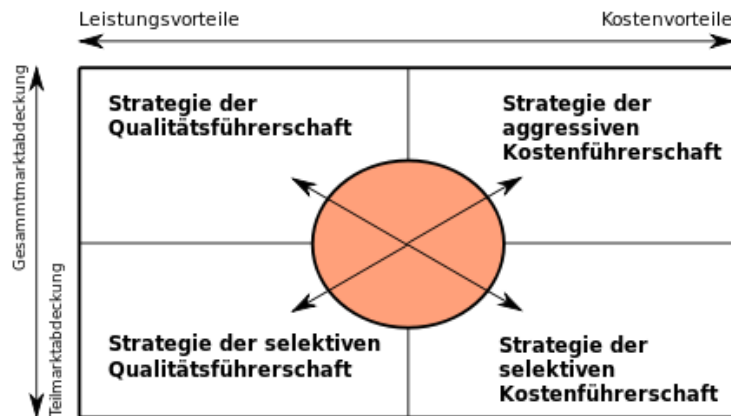 Leistungsvorteile
Kostenvorteile
Gesammtmarktabdeckung
Teilmarktabdeckung
Strategie der
Qualitätsführerschaft
Strategie der
aggressiven
Kostenführerschaft
Strategie der selektiven
Qualitätsführerschaft
Strategie der
selektiven
Kostenführerschaft